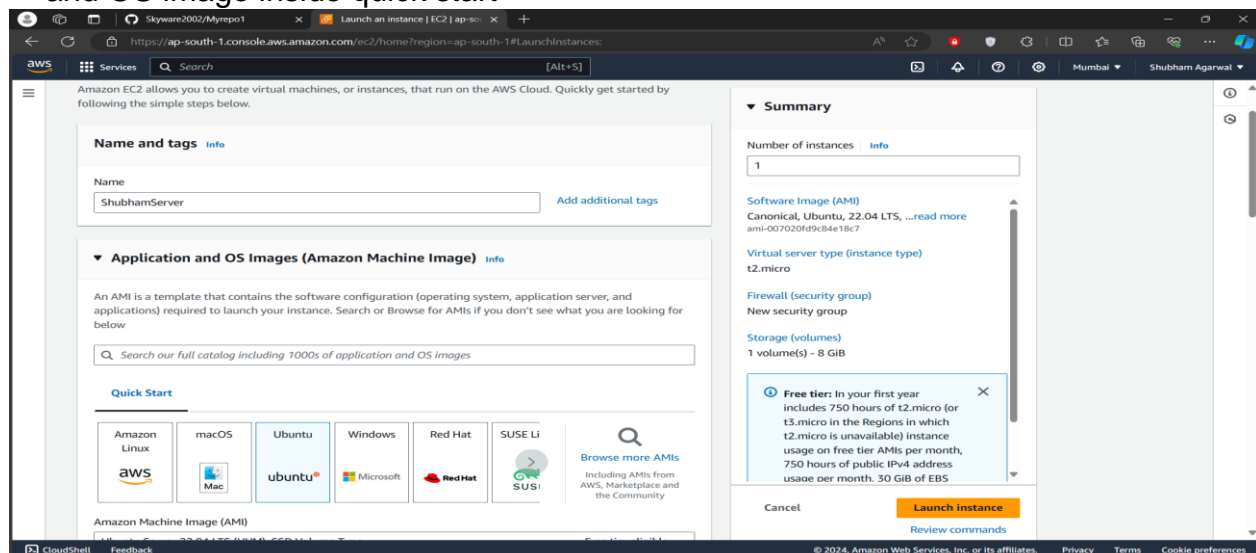 and OS image inside quick start
Skyware2002/Myrepo1
Launch an instance | EC2 | ap-sou
https://ap-south-1.console.aws.amazon.com/ec2/home?region=ap-south-1#LaunchInstances:
aws
Services
Search
[Alt+S]
Mumbai
Shubham Agarwal
Amazon EC2 allows you to create virtual machines, or instances, that run on the AWS Cloud. Quickly get started by
following the simple steps below.
Name and tags Info
Name
ShubhamServer
Add additional tags
Application and OS Images (Amazon Machine Image) Info
An AMI is a template that contains the software configuration (operating system, application server, and
applications) required to launch your instance. Search or Browse for AMIs if you don't see what you are looking for
below
Search our full catalog including 1000s of application and OS images
Quick Start
Amazon
Linux
aws
macOS
Mac
Ubuntu
ubuntu®
Windows
Microsoft
Red Hat
Red Hat
SUSE Li
SUS
Browse more AMIs
Including AMIs from
AWS, Marketplace and
the Community
Amazon Machine Image (AMI)
Summary
Number of instances Info
1
Software Image (AMI)
Canonical, Ubuntu, 22.04 LTS, ...read more
ami-007020fd9c84e18c7
Virtual server type (instance type)
t2.micro
Firewall (security group)
New security group
Storage (volumes)
1 volume(s) - 8 GiB
Free tier: In your first year
includes 750 hours of t2.micro (or
t3.micro in the Regions in which
t2.micro is unavailable) instance
usage on free tier AMIs per month,
750 hours of public IPv4 address
usage per month, 30 GiB of EBS
Cancel
Launch instance
Review commands
CloudShell
Feedback
© 2024, Amazon Web Services, Inc. or its affiliates.
Privacy
Terms
Cookie preferences